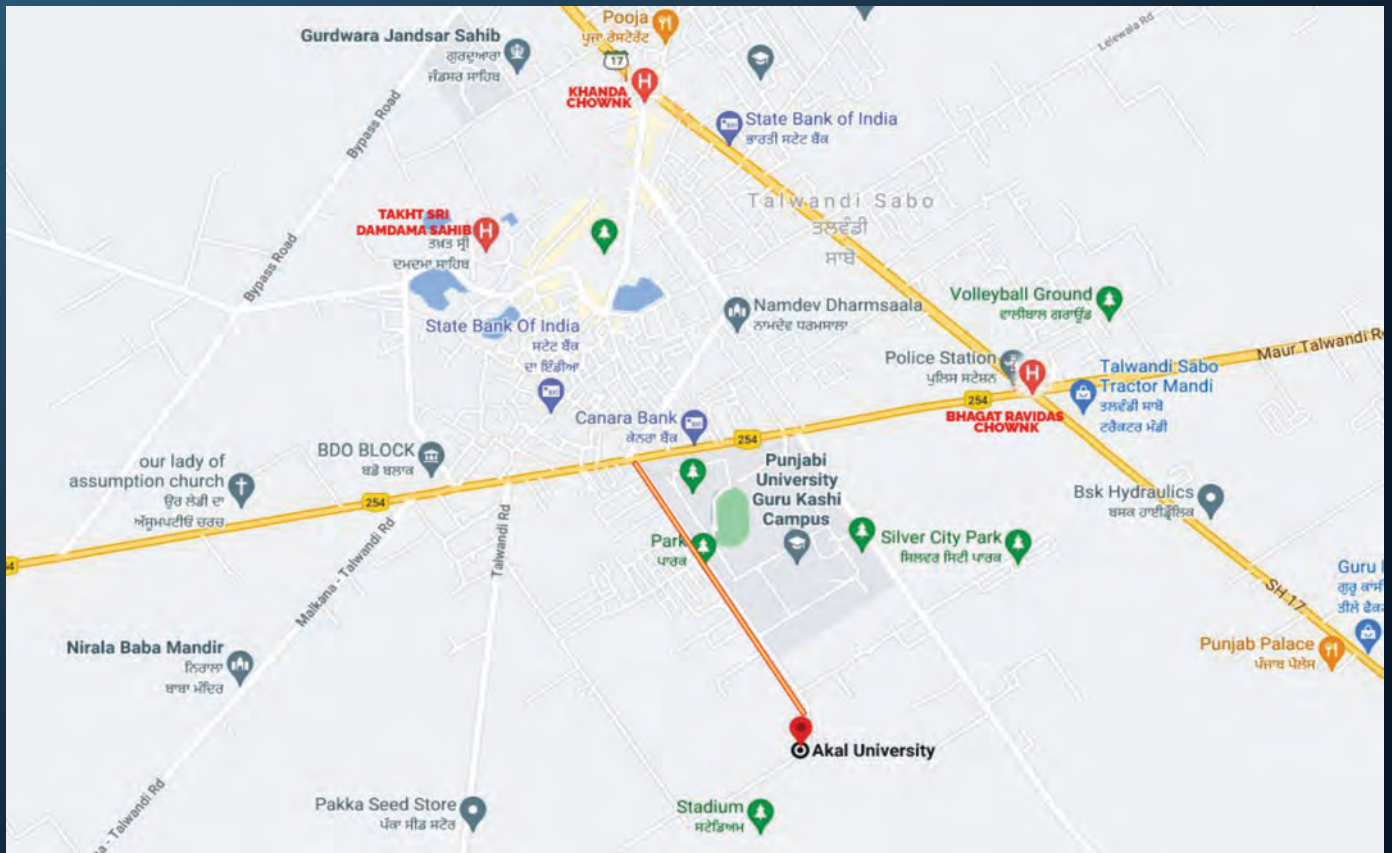 Pooja
ਪੂਜਾ ਰੇਸਟੋਰੈਂਟ
Lelewala Rd
Gurdwara Jandsar Sahib
ਗੁਰਦੁਆਰਾ
ਜੰਡਸਰ ਸਾਹਿਬ
17
KHANDA
CHOWNK
State Bank of India
ਭਾਰਤੀ ਸਟੇਟ ਬੈਂਕ
Bypass Road
Talwandi Sabo
ਤਲਵੰਡੀ
ਸਾਬੋ
TAKHT SRI
DAMDAMA SAHIB
ਤਖ਼ਤ ਸ੍ਰੀ
ਦਮਦਮਾ ਸਾਹਿਬ
Bypass Road
Volleyball Ground
ਵਾਲੀਬਾਲ ਗਰਾਊਂਡ
Namdev Dharmsaala
ਨਾਮਦੇਵ ਧਰਮਸਾਲਾ
State Bank Of India
ਸਟੇਟ ਬੈਂਕ
ਦਾ ਇੰਡੀਆ
Police Station
ਪੁਲਿਸ ਸਟੇਸ਼ਨ
Maur Talwandi R
Talwandi Sabo
Tractor Mandi
ਤਲਵੰਡੀ ਸਾਬੋ
ਟਰੈਕਟਰ ਮੰਡੀ
254
BHAGAT RAVIDAS
CHOWNK
Canara Bank
ਕੇਨਰਾ ਬੈਂਕ
254
BDO BLOCK
ਬਡੋ ਬਲਾਕ
our lady of
assumption church
ਉਰ ਲੇਡੀ ਦਾ
254
Punjabi
University
Guru Kashi
Campus
Bsk Hydraulics
ਬਸਕ ਹਾਈਡ੍ਰੌਲਿਕ
Talwandi Rd
Malkana - Talwandi Rd
Park
ਪਾਰਕ
Silver City Park
ਸਿਲਵਰ ਸਿਟੀ ਪਾਰਕ
SH 17
Guru
ਗੁਰੂ
Nirala Baba Mandir
ਨਿਰਾਲਾ
ਬਾਬਾ ਮੰਦਿਰ
Punjab Palace
ਪੰਜਾਬ ਪੈਲੇਸ
Akal University
Pakka Seed Store
ਪੱਕਾ ਸੀਡ ਸਟੋਰ
Stadium
ਸਟੇਡਿਅਮ
- Talwandi Rd